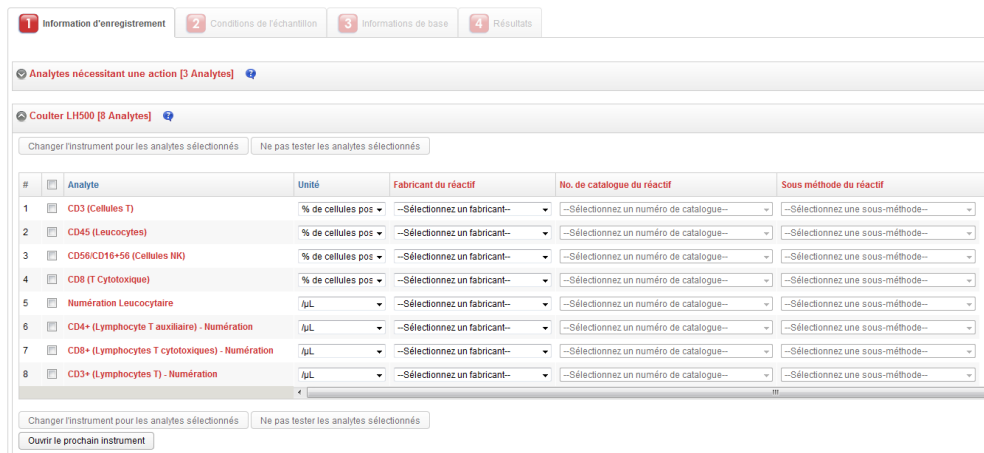 1 Information d'enregistrement 2 Conditions de l'échantillon 3 Informations de base 4 Résultats
Analytes nécessitant une action [3 Analytes] ?
Coulter LH500 [8 Analytes] ?
Changer l'instrument pour les analytes sélectionnés Ne pas tester les analytes sélectionnés
# Analyte Unité Fabricant du réactif No. de catalogue du réactif Sous méthode du réactif
1 CD3 (Cellules T) % de cellules pos --Sélectionnez un fabricant-- --Sélectionnez un numéro de catalogue-- --Sélectionnez une sous-méthode--
2 CD45 (Leucocytes) % de cellules pos --Sélectionnez un fabricant-- --Sélectionnez un numéro de catalogue-- --Sélectionnez une sous-méthode--
3 CD56/CD16+56 (Cellules NK) % de cellules pos --Sélectionnez un fabricant-- --Sélectionnez un numéro de catalogue-- --Sélectionnez une sous-méthode--
4 CD8 (T Cytotoxique) % de cellules pos --Sélectionnez un fabricant-- --Sélectionnez un numéro de catalogue-- --Sélectionnez une sous-méthode--
5 Numération Leucocytaire /µL --Sélectionnez un fabricant-- --Sélectionnez un numéro de catalogue-- --Sélectionnez une sous-méthode--
6 CD4+ (Lymphocyte T auxiliaire) - Numération /µL --Sélectionnez un fabricant-- --Sélectionnez un numéro de catalogue-- --Sélectionnez une sous-méthode--
7 CD8+ (Lymphocytes T cytotoxiques) - Numération /µL --Sélectionnez un fabricant-- --Sélectionnez un numéro de catalogue-- --Sélectionnez une sous-méthode--
8 CD3+ (Lymphocytes T) - Numération /µL --Sélectionnez un fabricant-- --Sélectionnez un numéro de catalogue-- --Sélectionnez une sous-méthode--
Changer l'instrument pour les analytes sélectionnés Ne pas tester les analytes sélectionnés
Ouvrir le prochain instrument